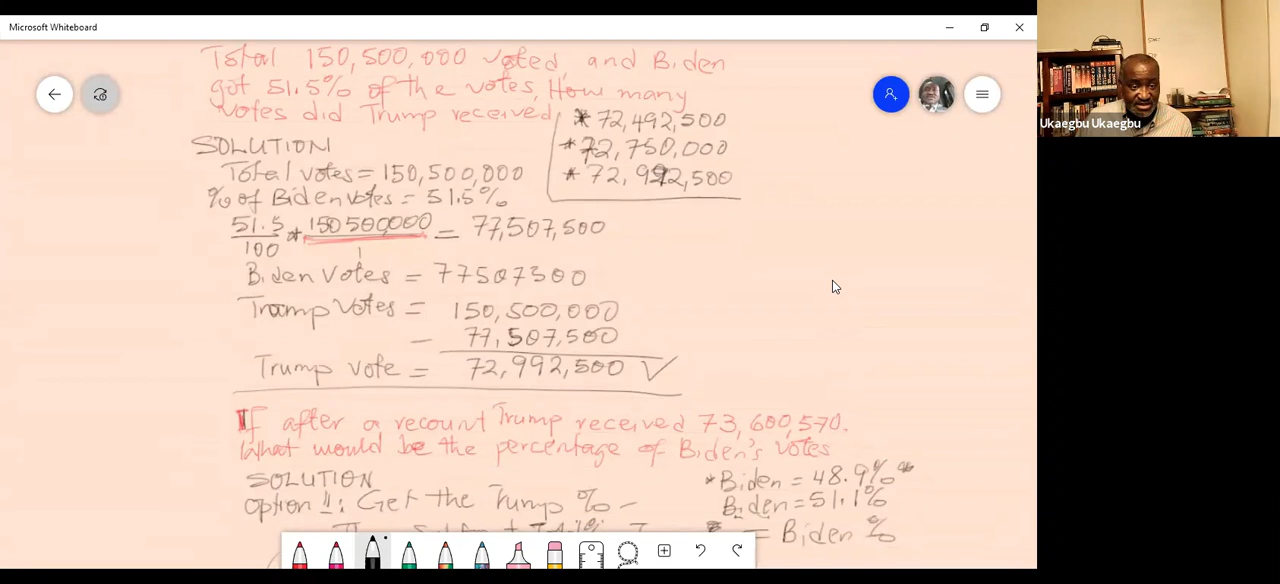 Microsoft Whiteboard
Total 150,500,000 voted and Biden
got 51.5% of the votes. How many
votes did Trump received
* 72,492,500
* 72,750,000
* 72,992,500
SOLUTION
Total votes = 150,500,000
% of Biden votes = 51.5%
51.5/100 * 150500,000/1 = 77,507,500
Biden Votes = 77507500
Tramp Votes = 150,500,000
- 77,507,500
Trump vote = 72,992,500 ✓
If after a recount Trump received 73,600,570.
What would be the percentage of Biden's votes
SOLUTION
* Biden = 48.9%
Biden = 51.1%
option 1: Get the Trump % -
= Biden %
Ukaegbu Ukaegbu